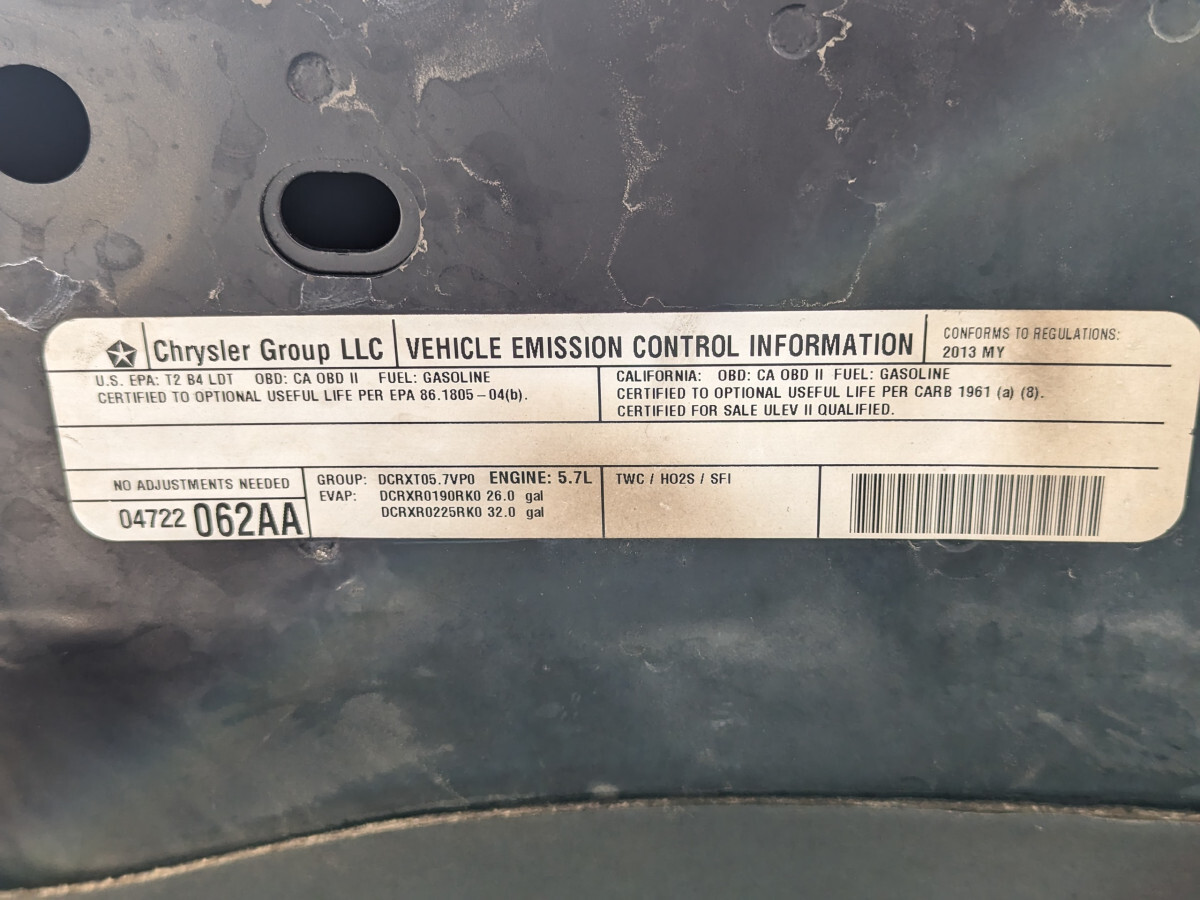 Chrysler Group LLC
VEHICLE EMISSION CONTROL INFORMATION
CONFORMS TO REGULATIONS:
2013 MY
U.S. EPA: T2 B4 LDT OBD: CA OBD II FUEL: GASOLINE
CERTIFIED TO OPTIONAL USEFUL LIFE PER EPA 86.1805-04(b).
CALIFORNIA: OBD: CA OBD II FUEL: GASOLINE
CERTIFIED TO OPTIONAL USEFUL LIFE PER CARB 1961 (a) (8).
CERTIFIED FOR SALE ULEV II QUALIFIED.
NO ADJUSTMENTS NEEDED
04722 062AA
GROUP: DCRXT05.7VP0 ENGINE: 5.7L
EVAP: DCRXR0190RK0 26.0 gal
DCRXR0225RK0 32.0 gal
TWC / HO2S / SFI